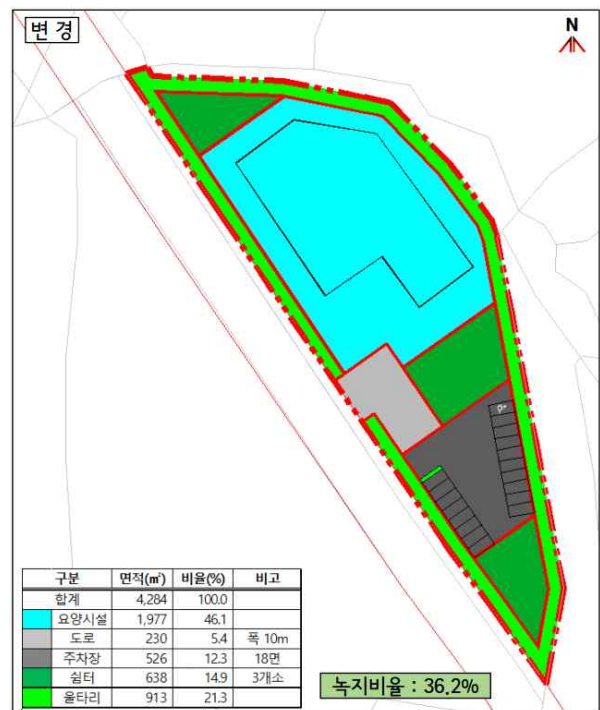 변 경
N
구분 면적(㎡) 비율(%) 비고
합계 4,284 100.0
요양시설 1,977 46.1
도로 230 5.4 폭 10m
주차장 526 12.3 18면
쉼터 638 14.9 3개소
울타리 913 21.3
녹지비율 : 36.2%